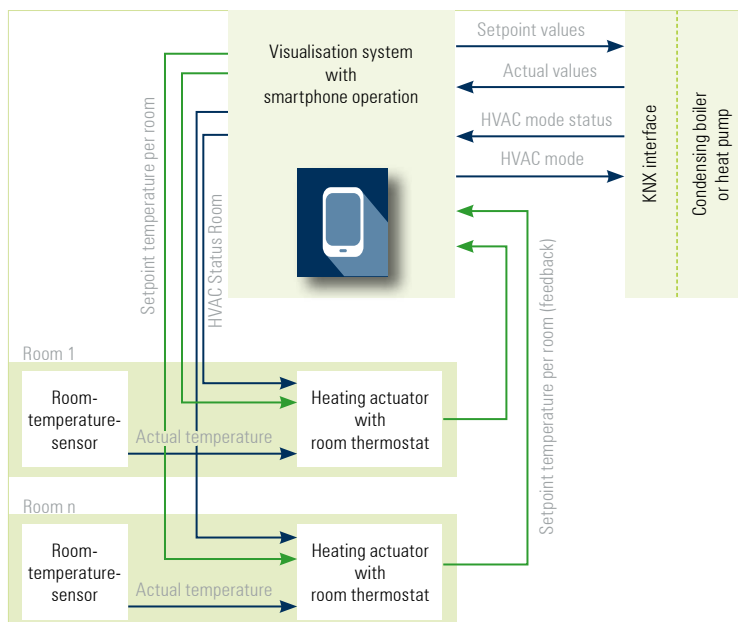 Visualisation system
with
smartphone operation
Setpoint values
Actual values
HVAC mode status
HVAC mode
KNX interface
Condensing boiler
or heat pump
Setpoint temperature per room
HVAC Status Room
Setpoint temperature per room (feedback)
Room 1
Room-
temperature-
sensor
Actual temperature
Heating actuator
with
room thermostat
Room n
Room-
temperature-
sensor
Actual temperature
Heating actuator
with
room thermostat